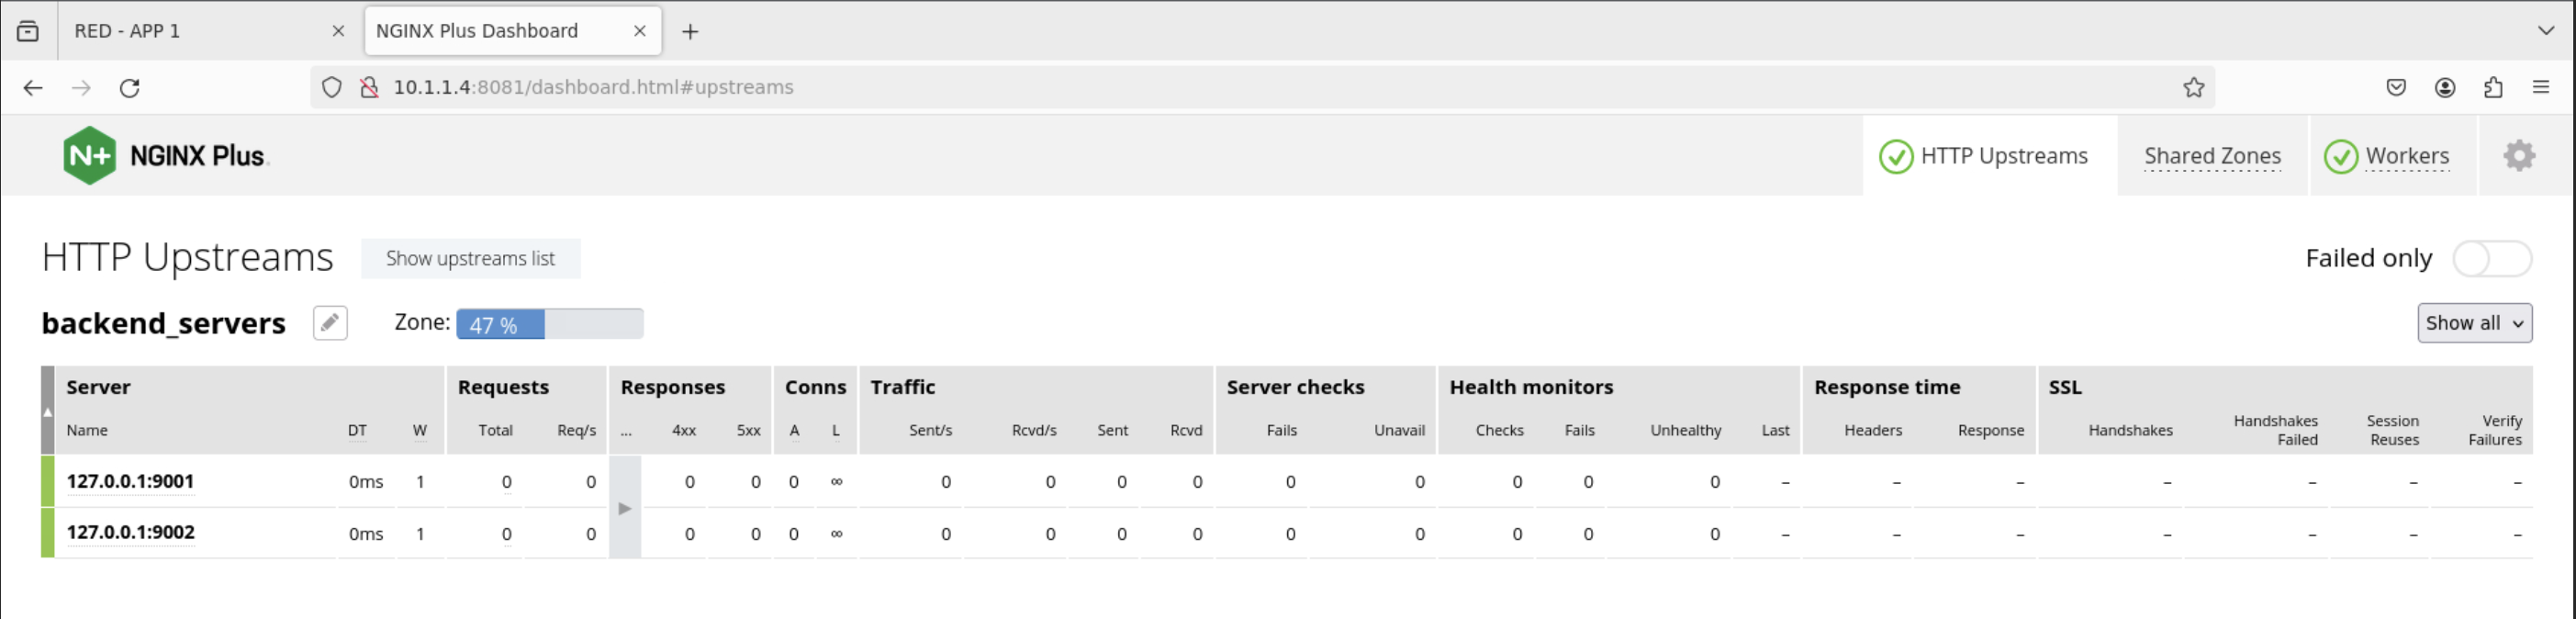 RED - APP 1
NGINX Plus Dashboard
10.1.1.4:8081/dashboard.html#upstreams
N+ NGINX Plus
HTTP Upstreams Shared Zones Workers
HTTP Upstreams Show upstreams list Failed only
backend_servers Zone: 47 % Show all
Server Requests Responses Conns Traffic Server checks Health monitors Response time SSL
Name DT W Total Req/s ... 4xx 5xx A L Sent/s Rcvd/s Sent Rcvd Fails Unavail Checks Fails Unhealthy Last Headers Response Handshakes Handshakes Failed Session Reuses Verify Failures
127.0.0.1:9001 0ms 1 0 0 0 0 0 ∞ 0 0 0 0 0 0 0 0 0 – – – – – – –
127.0.0.1:9002 0ms 1 0 0 0 0 0 ∞ 0 0 0 0 0 0 0 0 0 – – – – – – –